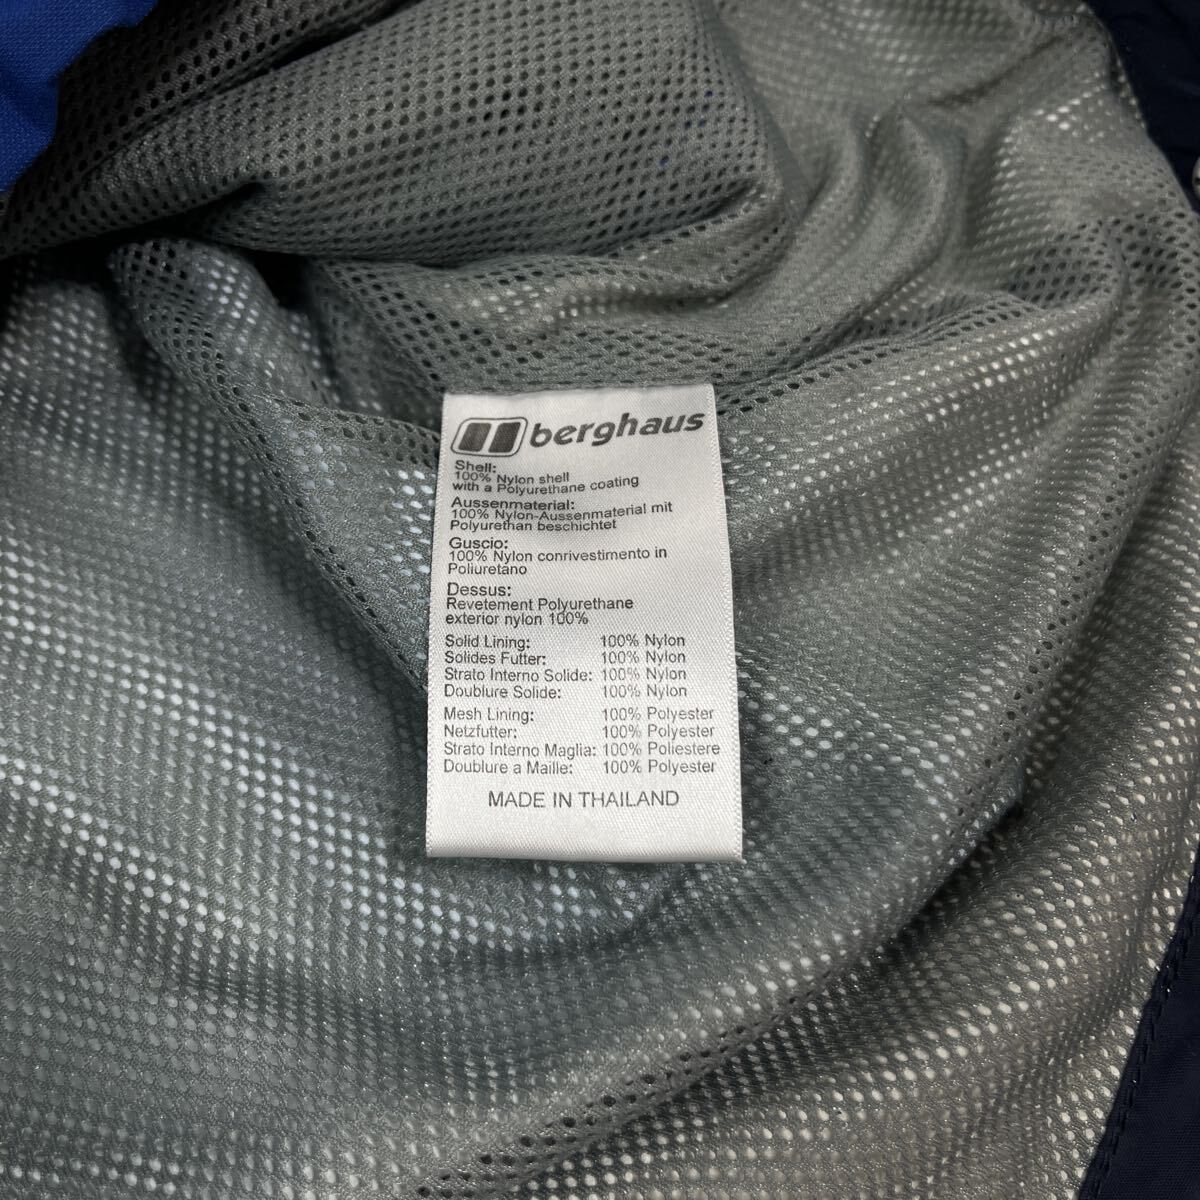 berghaus
Shell:
100% Nylon shell
with a Polyurethane coating
Aussenmaterial:
100% Nylon-Aussenmaterial mit
Polyurethan beschichtet
Guscio:
100% Nylon conrivestimento in
Poliuretano
Dessus:
Revetement Polyurethane
exterior nylon 100%
Solid Lining: 100% Nylon
Solides Futter: 100% Nylon
Strato Interno Solide: 100% Nylon
Doublure Solide: 100% Nylon
Mesh Lining: 100% Polyester
Netzfutter: 100% Polyester
Strato Interno Maglia: 100% Poliestere
Doublure a Maille: 100% Polyester
MADE IN THAILAND